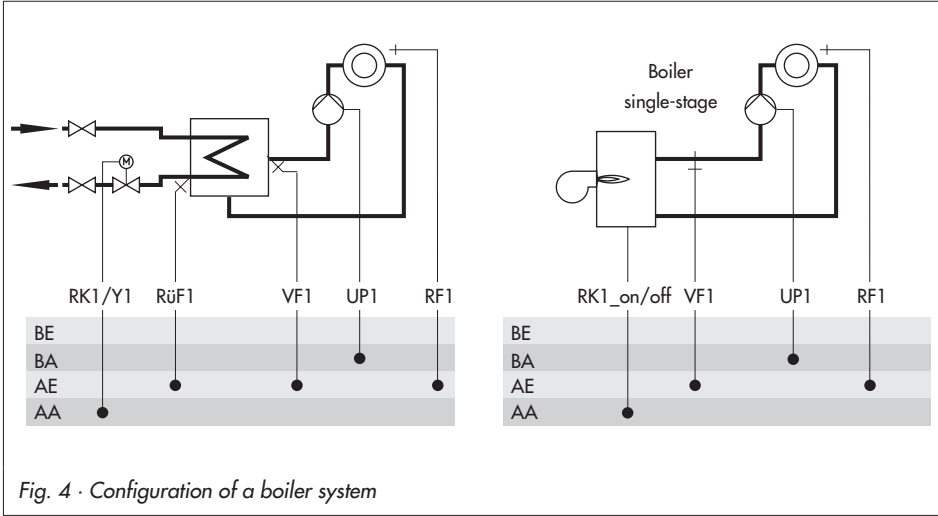 Boiler
single-stage
M
RK1/Y1 RüF1 VF1 UP1 RF1
RK1_on/off VF1 UP1 RF1
BE
BA
AE
AA
BE
BA
AE
AA
Fig. 4 · Configuration of a boiler system